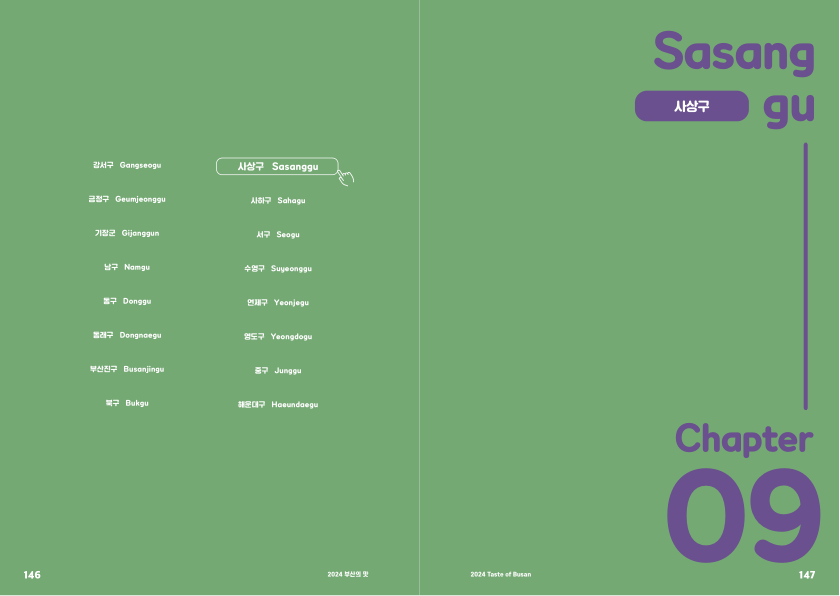 강서구 Gangseogu
금정구 Geumjeonggu
기장군 Gijanggun
남구 Namgu
동구 Donggu
동래구 Dongnaegu
부산진구 Busanjingu
북구 Bukgu
사상구 Sasanggu
사하구 Sahagu
서구 Seogu
수영구 Suyeonggu
연제구 Yeonjegu
영도구 Yeongdogu
중구 Junggu
해운대구 Haeundaegu
146
2024 부산의 맛
Sasang
사상구 gu
Chapter
09
2024 Taste of Busan
147